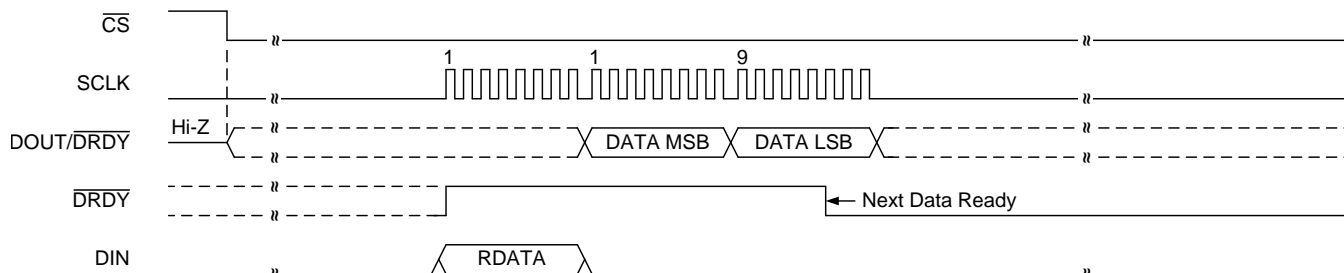 CS
SCLK 1 1 9
Hi-Z
DOUT/DRDY DATA MSB DATA LSB
DRDY Next Data Ready
DIN RDATA